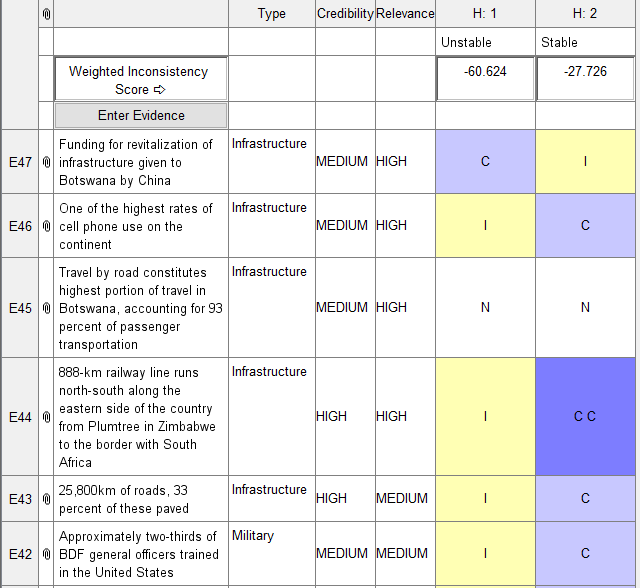 Type Credibility Relevance H: 1 H: 2
Unstable Stable
Weighted Inconsistency
Score ⇨
-60.624 -27.726
Enter Evidence
E47
Funding for revitalization of
infrastructure given to
Botswana by China
Infrastructure
MEDIUM HIGH C I
E46
One of the highest rates of
cell phone use on the
continent
Infrastructure
MEDIUM HIGH I C
E45
Travel by road constitutes
highest portion of travel in
Botswana, accounting for 93
percent of passenger
transportation
Infrastructure
MEDIUM HIGH N N
E44
888-km railway line runs
north-south along the
eastern side of the country
from Plumtree in Zimbabwe
to the border with South
Africa
Infrastructure
HIGH HIGH I C C
E43
25,800km of roads, 33
percent of these paved
Infrastructure
HIGH MEDIUM I C
E42
Approximately two-thirds of
BDF general officers trained
in the United States
Military
MEDIUM MEDIUM I C